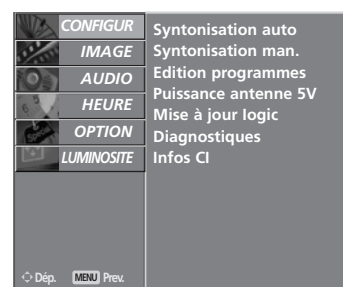 CONFIGUR
IMAGE
AUDIO
HEURE
OPTION
LUMINOSITE
Syntonisation auto
Syntonisation man.
Edition programmes
Puissance antenne 5V
Mise à jour logic
Diagnostiques
Infos CI
Dép. MENU Prev.